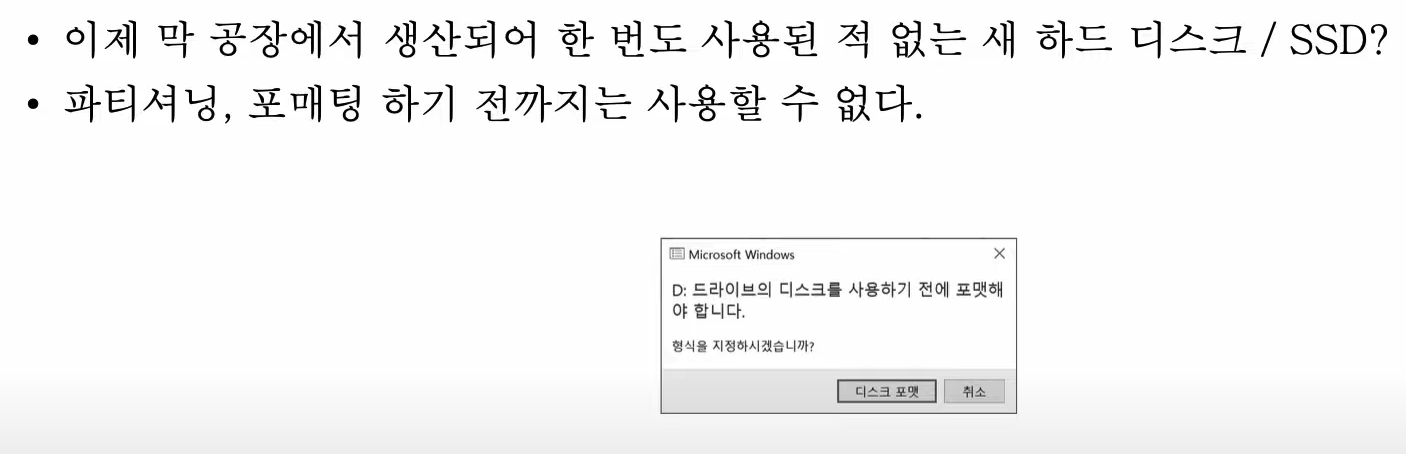 • 이제 막 공장에서 생산되어 한 번도 사용된 적 없는 새 하드 디스크 / SSD?
• 파티셔닝, 포매팅 하기 전까지는 사용할 수 없다.
Microsoft Windows
D: 드라이브의 디스크를 사용하기 전에 포맷해
야 합니다.
형식을 지정하시겠습니까?
디스크 포맷 취소